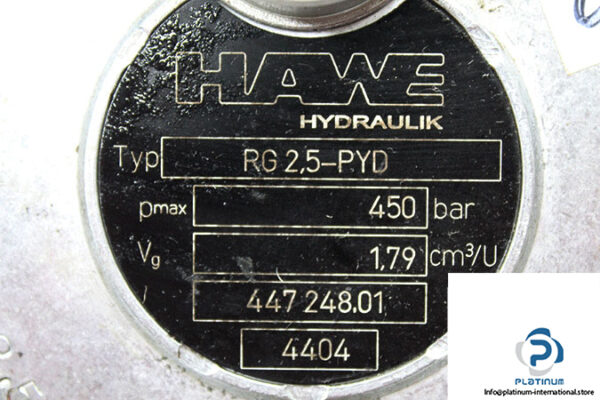 HAWE
HYDRAULIK
Typ RG 2,5-PYD
pmax 450 bar
Vg 1,79 cm³/U
/ 447 248.01
4404
PLATINUM
Info@platinum-international.store